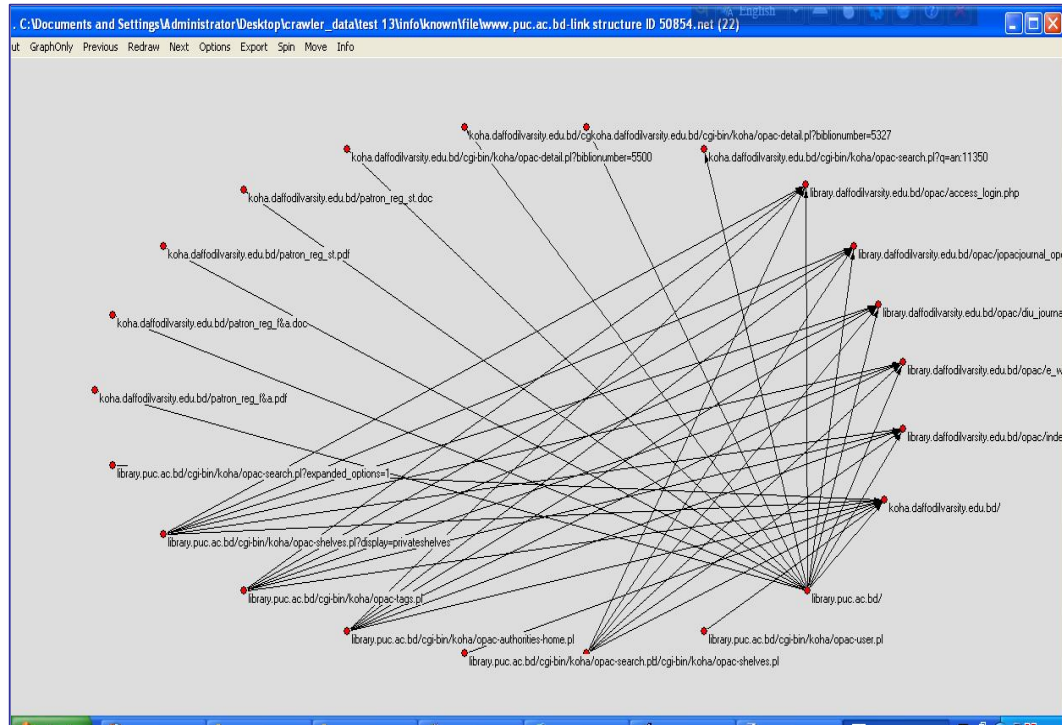 . C:\Documents and Settings\Administrator\Desktop\crawler_data\test 13\info\known\file\www.puc.ac.bd-link structure ID 50854.net (22)
English
ut GraphOnly Previous Redraw Next Options Export Spin Move Info
koha.daffodilvarsity.edu.bd/cgkoha.daffodilvarsity.edu.bd/cgi-bin/koha/opac-detail.pl?biblionumber=5327
koha.daffodilvarsity.edu.bd/cgi-bin/koha/opac-detail.pl?biblionumber=5500
koha.daffodilvarsity.edu.bd/cgi-bin/koha/opac-search.pl?q=an:11350
koha.daffodilvarsity.edu.bd/patron_reg_st.doc
library.daffodilvarsity.edu.bd/opac/access_login.php
koha.daffodilvarsity.edu.bd/patron_reg_st.pdf
library.daffodilvarsity.edu.bd/opac/jopacjournal_ope
koha.daffodilvarsity.edu.bd/patron_reg_f&a.doc
library.daffodilvarsity.edu.bd/opac/diu_journa
library.daffodilvarsity.edu.bd/opac/e_w
koha.daffodilvarsity.edu.bd/patron_reg_f&a.pdf
library.daffodilvarsity.edu.bd/opac/inde
library.puc.ac.bd/cgi-bin/koha/opac-search.pl?expanded_options=1
koha.daffodilvarsity.edu.bd/
library.puc.ac.bd/cgi-bin/koha/opac-shelves.pl?display=privateshelves
library.puc.ac.bd/cgi-bin/koha/opac-tags.pl
library.puc.ac.bd/
library.puc.ac.bd/cgi-bin/koha/opac-authorities-home.pl
library.puc.ac.bd/cgi-bin/koha/opac-user.pl
library.puc.ac.bd/cgi-bin/koha/opac-search.pl/cgi-bin/koha/opac-shelves.pl